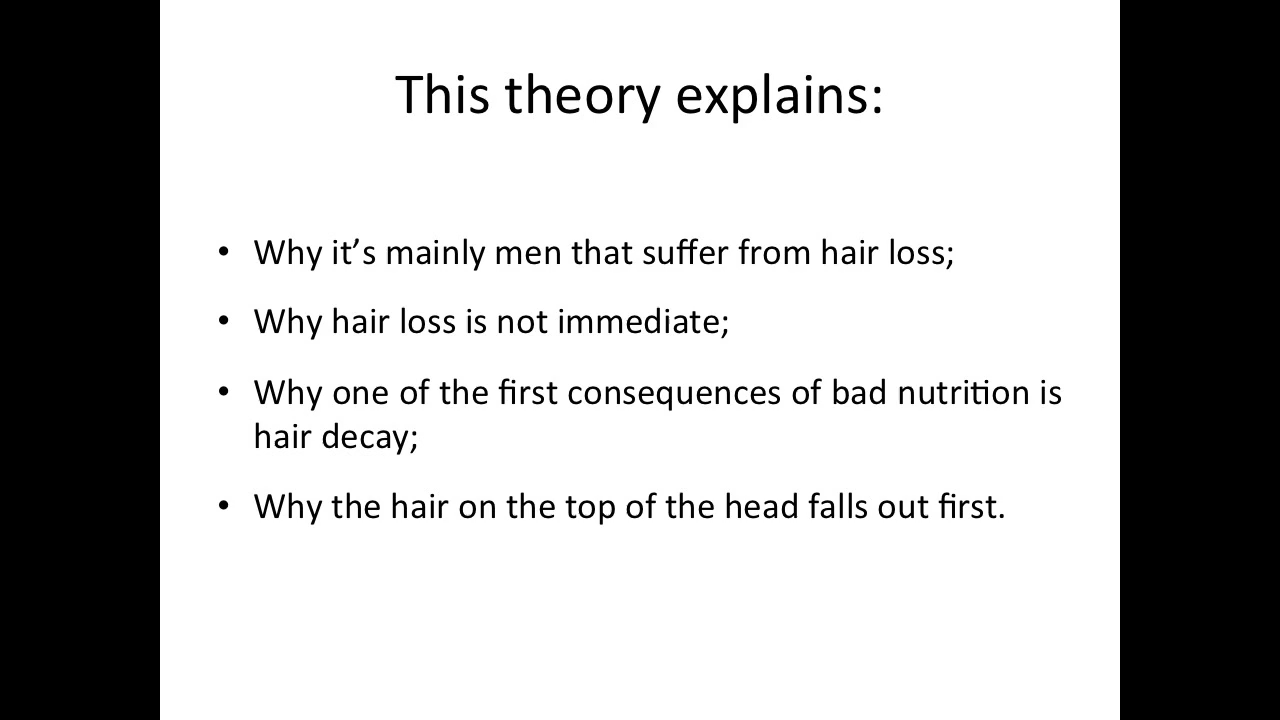 This theory explains:
• Why it’s mainly men that suffer from hair loss;
• Why hair loss is not immediate;
• Why one of the first consequences of bad nutrition is
hair decay;
• Why the hair on the top of the head falls out first.